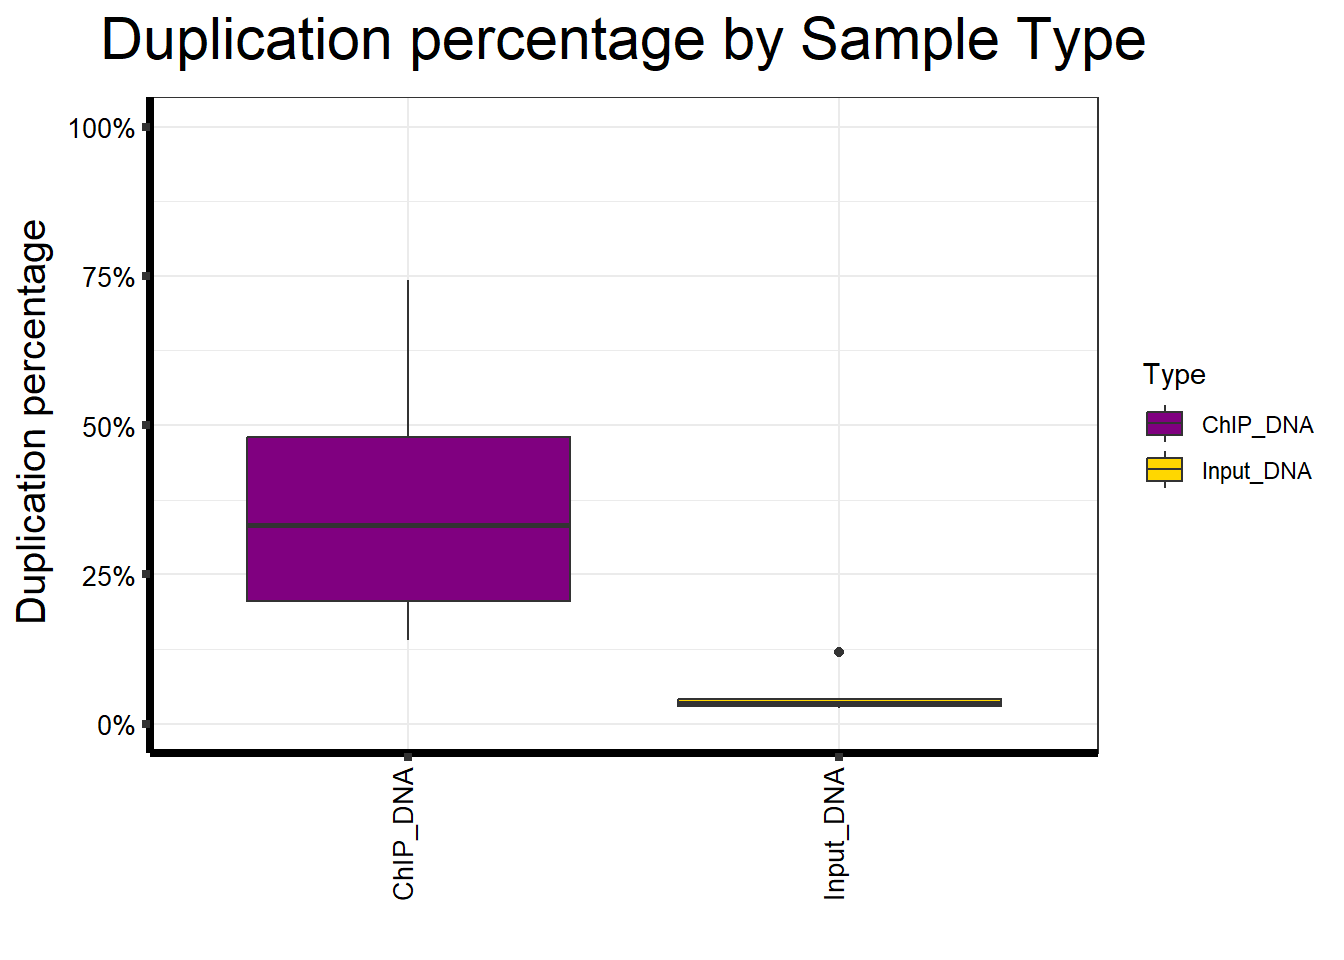 Duplication percentage by Sample Type
Duplication percentage
100%
75%
50%
25%
0%
ChIP_DNA
Input_DNA
Type
ChIP_DNA
Input_DNA